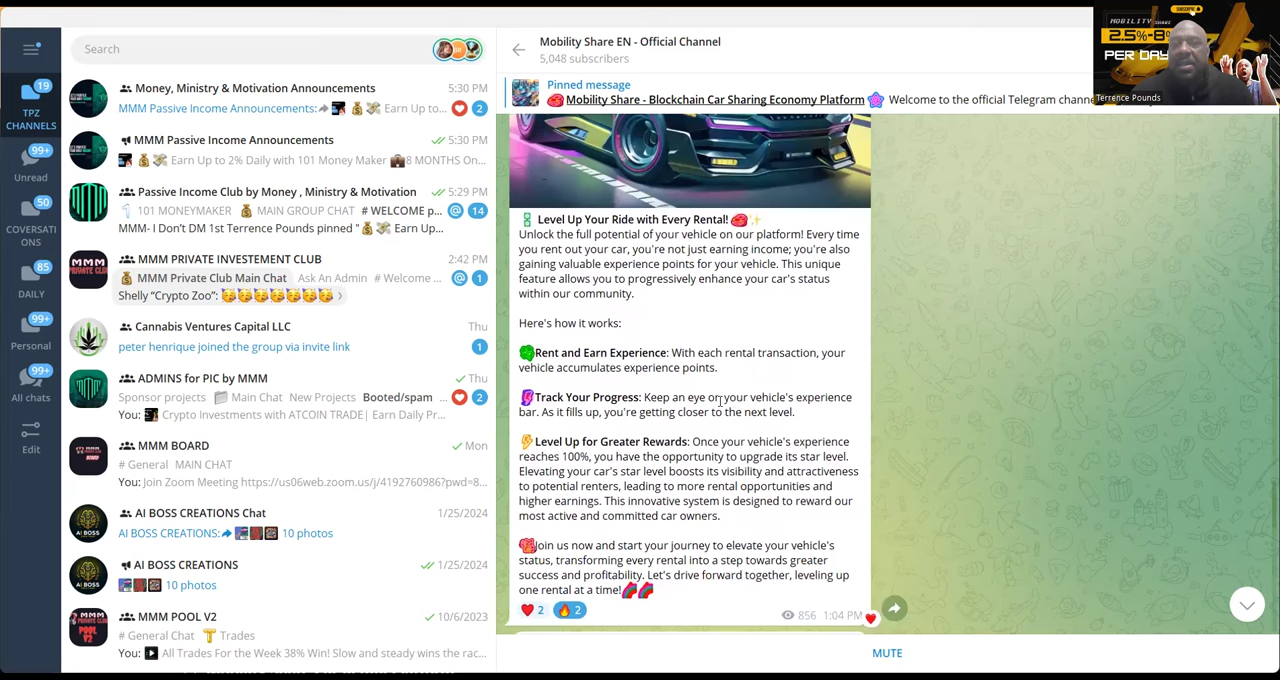 Search
TPZ
CHANNELS
19
99+
Unread
50
COVERSATI
ONS
85
DAILY
99+
Personal
99+
All chats
Edit
Money, Ministry & Motivation Announcements
5:30 PM
MMM Passive Income Announcements:
Earn Up to...
2
MMM Passive Income Announcements
5:30 PM
Earn Up to 2% Daily with 101 Money Maker 8 MONTHS On...
Passive Income Club by Money , Ministry & Motivation
5:29 PM
101 MONEYMAKER MAIN GROUP CHAT # WELCOME p...
@ 14
MMM- I Don't DM 1st Terrence Pounds pinned " Earn Up...
MMM PRIVATE INVESTEMENT CLUB
2:42 PM
MMM Private Club Main Chat Ask An Admin # Welcome ...
@ 1
Shelly "Crypto Zoo":
Cannabis Ventures Capital LLC
Thu
peter henrique joined the group via invite link
1
ADMINS for PIC by MMM
Thu
Sponsor projects Main Chat New Projects Booted/spam ...
2
You: Crypto Investments with ATCOIN TRADE| Earn Daily Pr...
MMM BOARD
Mon
# General MAIN CHAT
You: Join Zoom Meeting https://us06web.zoom.us/j/4192760986?pwd=8...
AI BOSS CREATIONS Chat
1/25/2024
AI BOSS CREATIONS: 10 photos
AI BOSS CREATIONS
1/25/2024
10 photos
MMM POOL V2
10/6/2023
# General Chat Trades
You: All Trades For the Week 38% Win! Slow and steady wins the rac...
Mobility Share EN - Official Channel
5,048 subscribers
Pinned message
Mobility Share - Blockchain Car Sharing Economy Platform Welcome to the official Telegram channe
Level Up Your Ride with Every Rental!
Unlock the full potential of your vehicle on our platform! Every time
you rent out your car, you're not just earning income; you're also
gaining valuable experience points for your vehicle. This unique
feature allows you to progressively enhance your car's status
within our community.
Here's how it works:
Rent and Earn Experience: With each rental transaction, your
vehicle accumulates experience points.
Track Your Progress: Keep an eye on your vehicle's experience
bar. As it fills up, you're getting closer to the next level.
Level Up for Greater Rewards: Once your vehicle's experience
reaches 100%, you have the opportunity to upgrade its star level.
Elevating your car's star level boosts its visibility and attractiveness
to potential renters, leading to more rental opportunities and
higher earnings. This innovative system is designed to reward our
most active and committed car owners.
Join us now and start your journey to elevate your vehicle's
status, transforming every rental into a step towards greater
success and profitability. Let's drive forward together, leveling up
one rental at a time!
2 2
856 1:04 PM
MUTE
SUBSCRIBE
MOBILITY
2.5%-8%
PER DAY
Terrence Pounds